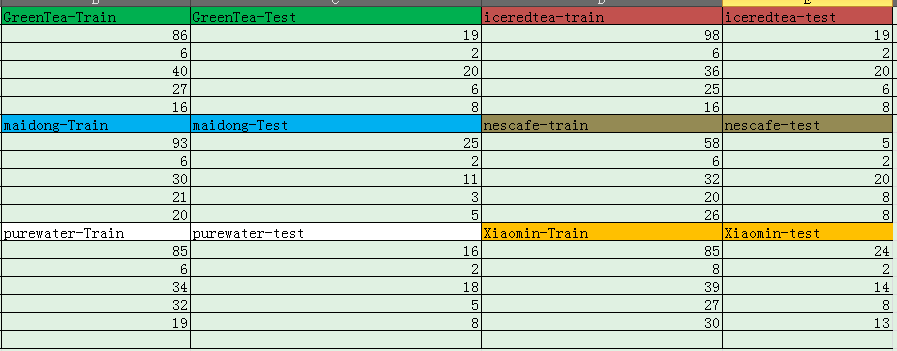 GreenTea-Train GreenTea-Test iceredtea-train iceredtea-test
86 19 98 19
6 2 6 2
40 20 36 20
27 6 25 6
16 8 16 8
maidong-Train maidong-Test nescafe-train nescafe-test
93 25 58 5
6 2 6 2
30 11 32 20
21 3 20 8
20 5 26 8
purewater-Train purewater-test Xiaomin-Train Xiaomin-test
85 16 85 24
6 2 8 2
34 18 39 14
32 5 27 8
19 8 30 13